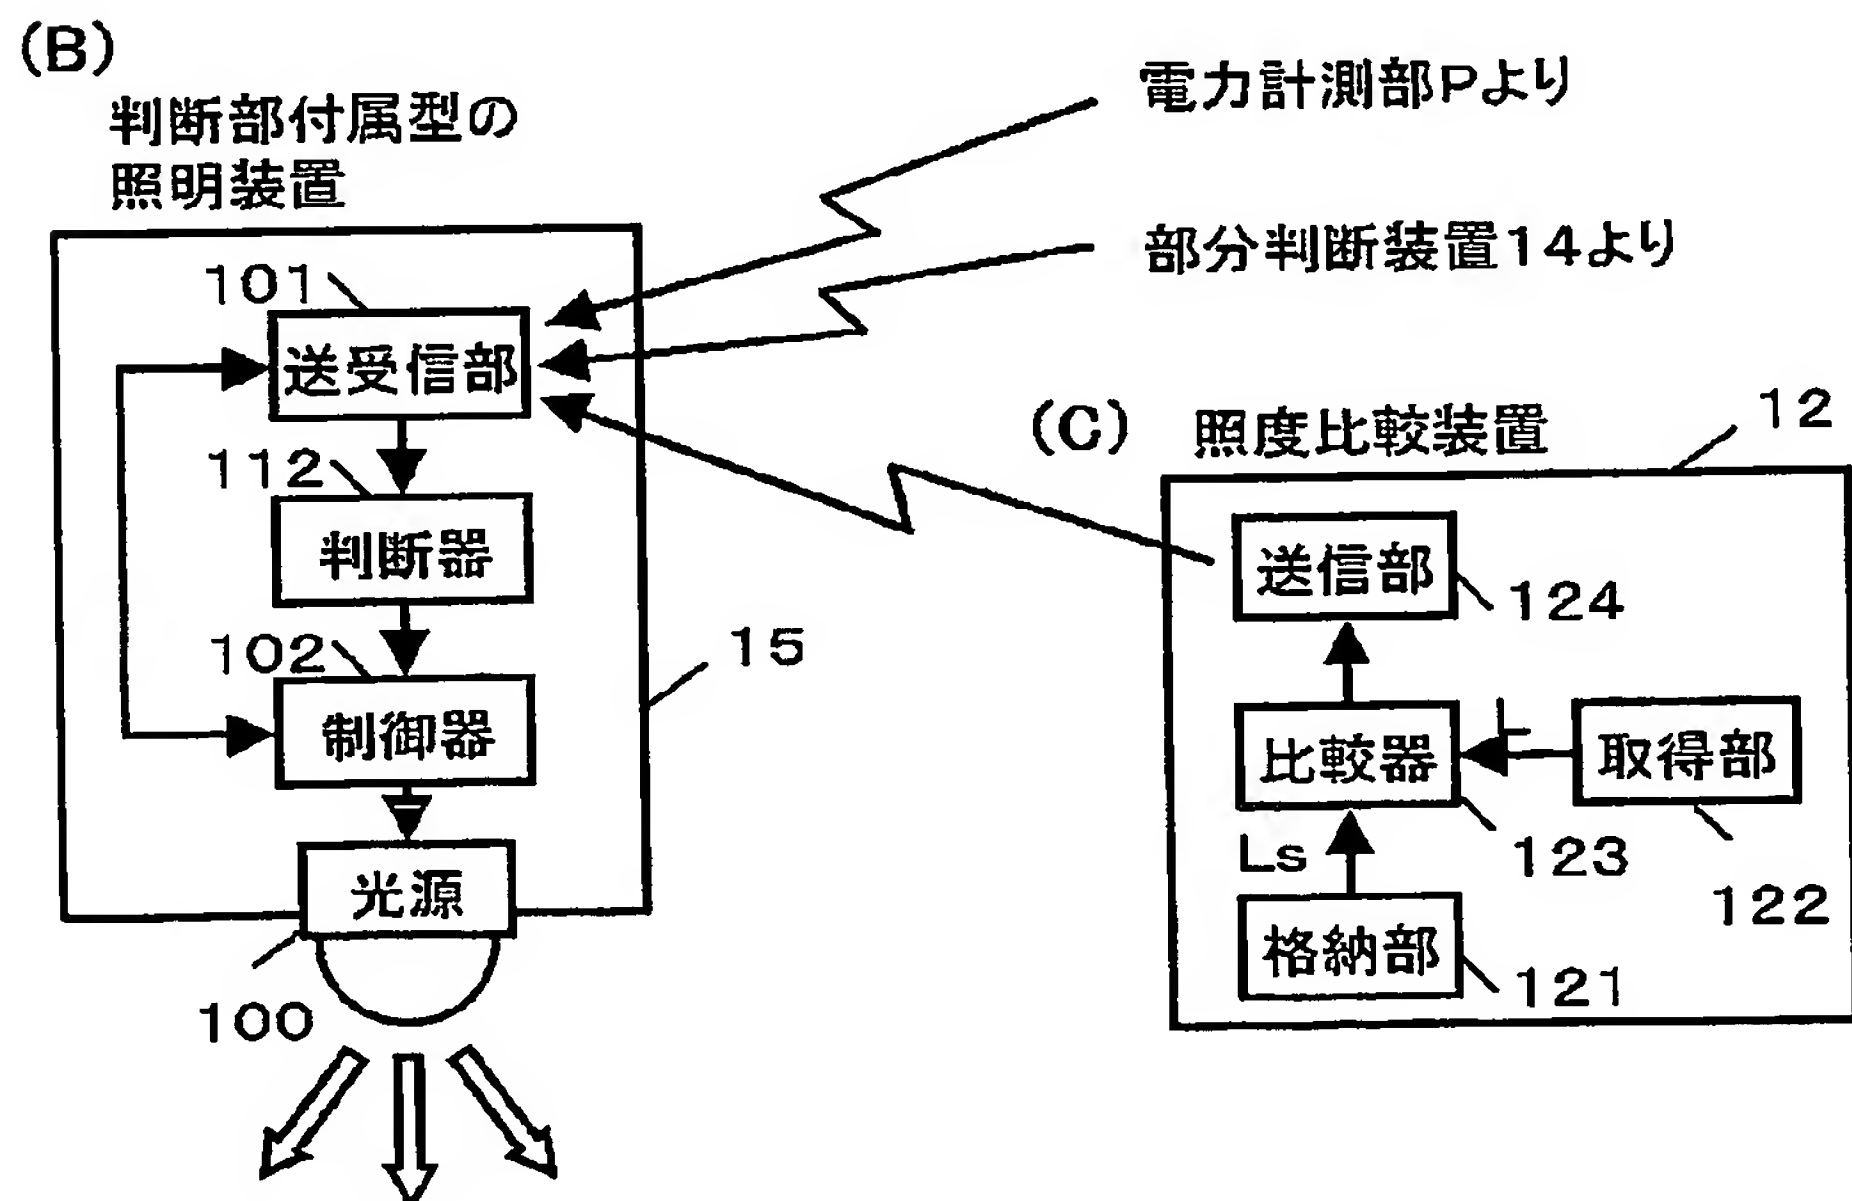 (B)
判断部付属型の
照明装置
電力計測部Pより
部分判断装置14より
101
送受信部
112
判断器
102
制御器
15
光源
100
(C)
照度比較装置
12
送信部
124
比較器
L
取得部
123
122
Ls
格納部
121